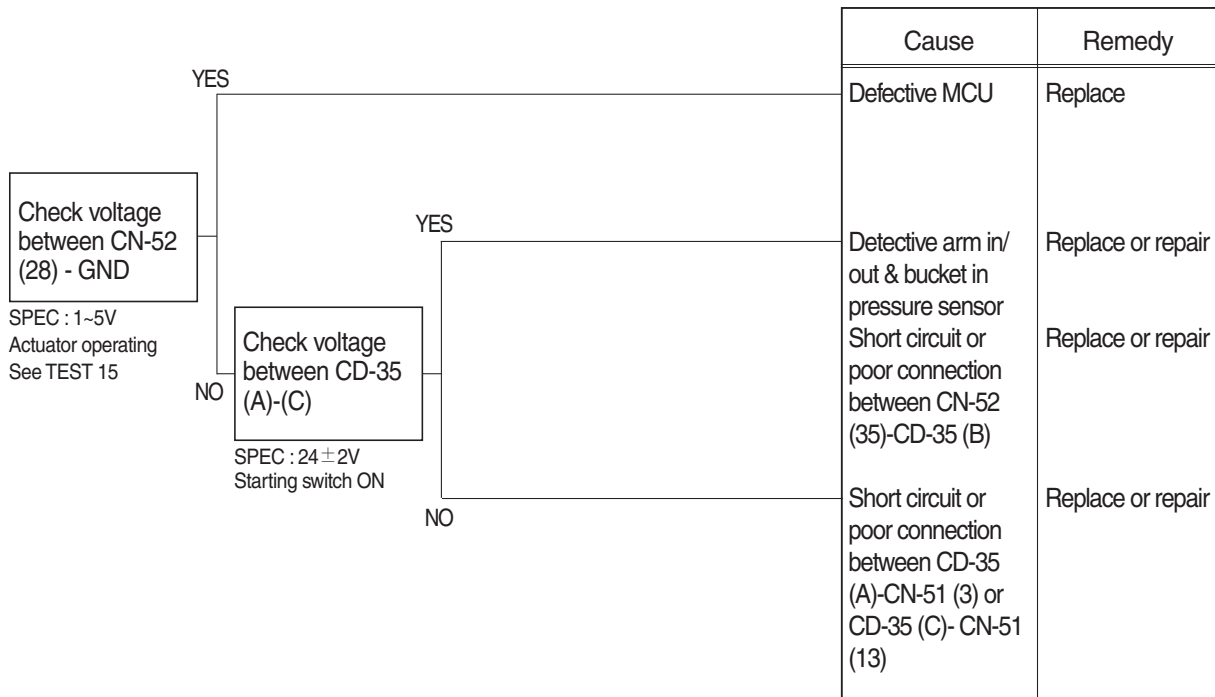 Cause
Remedy
YES
Defective MCU
Replace
Check voltage
between CN-52
(28) - GND
SPEC : 1~5V
Actuator operating
See TEST 15
YES
Detective arm in/
out & bucket in
pressure sensor
Replace or repair
NO
Check voltage
between CD-35
(A)-(C)
SPEC : 24±2V
Starting switch ON
Short circuit or
poor connection
between CN-52
(35)-CD-35 (B)
Replace or repair
NO
Short circuit or
poor connection
between CD-35
(A)-CN-51 (3) or
CD-35 (C)- CN-51
(13)
Replace or repair